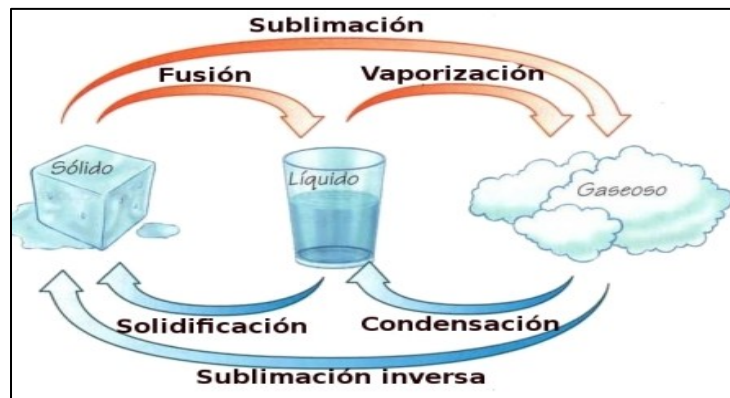 Sublimación
Fusión
Vaporización
Sólido
Líquido
Gaseoso
Solidificación
Condensación
Sublimación inversa